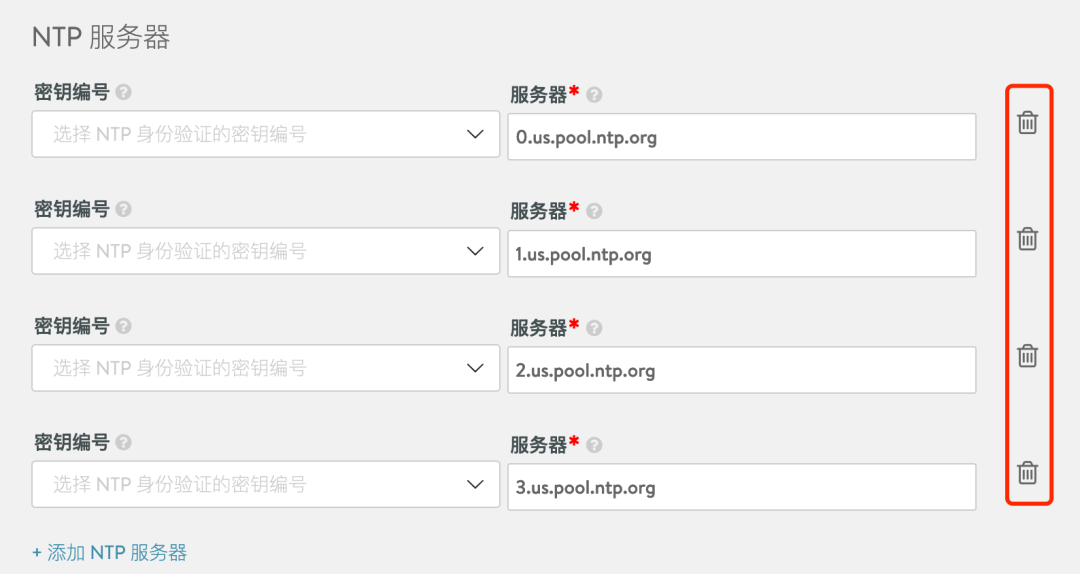 NTP 服务器
密钥编号 ?
服务器* ?
选择 NTP 身份验证的密钥编号
0.us.pool.ntp.org
密钥编号 ?
服务器* ?
选择 NTP 身份验证的密钥编号
1.us.pool.ntp.org
密钥编号 ?
服务器* ?
选择 NTP 身份验证的密钥编号
2.us.pool.ntp.org
密钥编号 ?
服务器* ?
选择 NTP 身份验证的密钥编号
3.us.pool.ntp.org
+ 添加 NTP 服务器